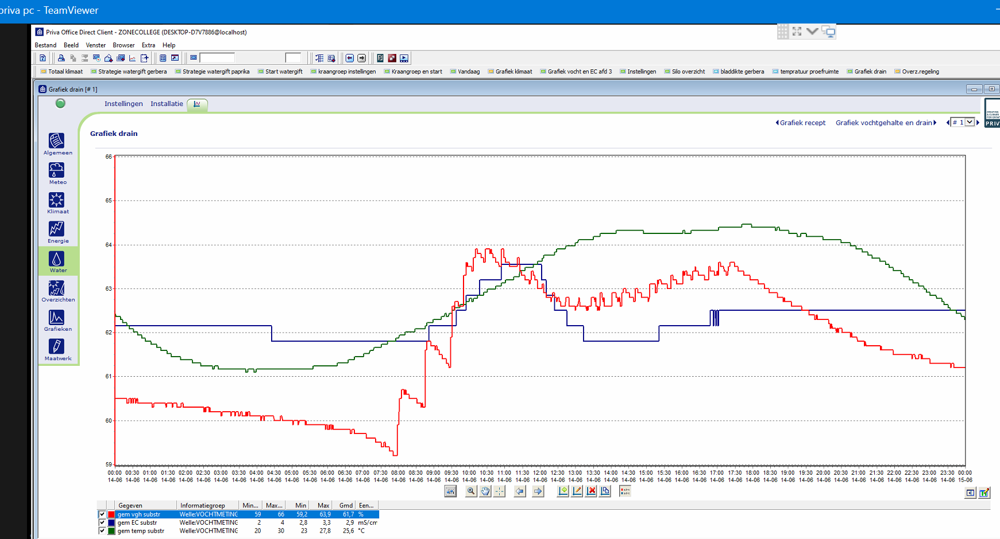 priva pc - TeamViewer
Priva Office Direct Client - ZONECOLLEGE (DESKTOP-D7V7886@localhost)
Bestand Beeld Venster Browser Extra Help
Totaal klimaat Strategie watergift gerbera Strategie watergift paprika Start watergift kraangroep instellingen Kraangroep en start Vandaag Grafiek klimaat Grafiek vocht en EC afd 3 Instellingen Silo overzicht bladdikte gerbera tempratuur proefruimte Grafiek drain Overz.regeling
Grafiek drain [# 1]
Instellingen Installatie
Grafiek recept Grafiek vochtgehalte en drain # 1
CREATING
A CLIMATE
FOR GROWT
PRIV
Grafiek drain
Algemeen
Meteo
Klimaat
Energie
Water
Overzichten
Grafieken
Maatwerk
66
65
64
63
62
61
60
59
00:00 00:30 01:00 01:30 02:00 02:30 03:00 03:30 04:00 04:30 05:00 05:30 06:00 06:30 07:00 07:30 08:00 08:30 09:00 09:30 10:00 10:30 11:00 11:30 12:00 12:30 13:00 13:30 14:00 14:30 15:00 15:30 16:00 16:30 17:00 17:30 18:00 18:30 19:00 19:30 20:00 20:30 21:00 21:30 22:00 22:30 23:00 23:30 00:00
14-06 14-06 14-06 14-06 14-06 14-06 14-06 14-06 14-06 14-06 14-06 14-06 14-06 14-06 14-06 14-06 14-06 14-06 14-06 14-06 14-06 14-06 14-06 14-06 14-06 14-06 14-06 14-06 14-06 14-06 14-06 14-06 14-06 14-06 14-06 14-06 14-06 14-06 14-06 14-06 14-06 14-06 14-06 14-06 14-06 14-06 14-06 14-06 15-06
Gegeven Informatiegroep Min... Max... Min Max Gmd Een...
gem vgh substr Welle:VOCHTMETING 59 66 59,2 63,9 61,7 %
gem EC substr Welle:VOCHTMETING 2 4 2,8 3,3 2,9 mS/cm
gem temp substr Welle:VOCHTMETING 20 30 23 27,8 25,6 °C